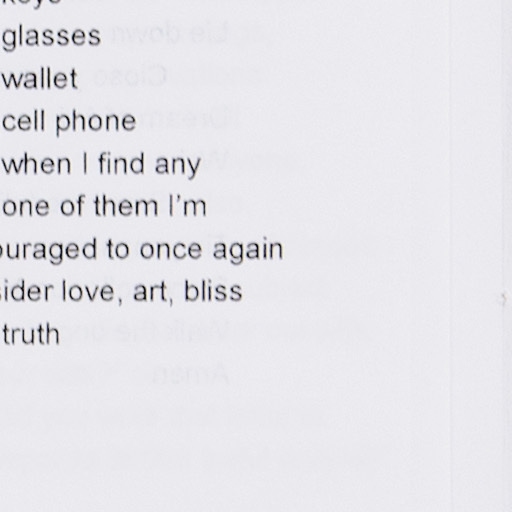 keys
glasses
wallet
cell phone
when I find any
one of them I'm
ouraged to once again
sider love, art, bliss
truth